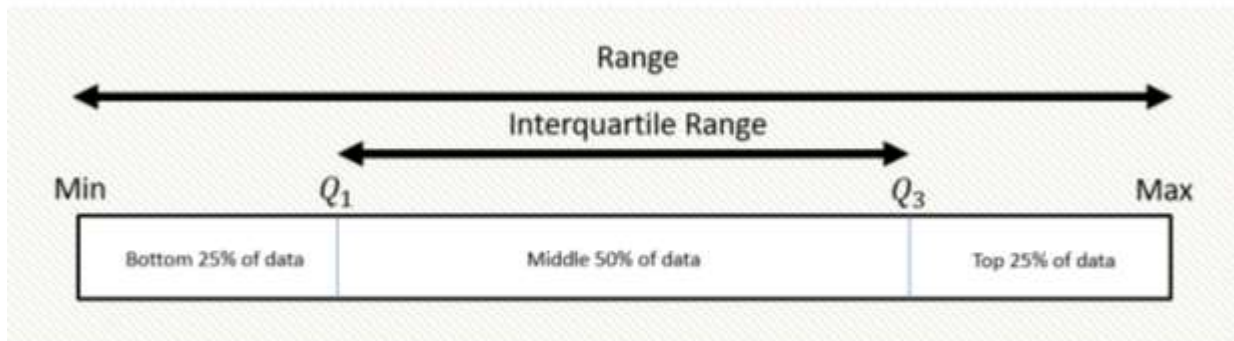 Range
Interquartile Range
Min Q₁ Q₃ Max
Bottom 25% of data Middle 50% of data Top 25% of data